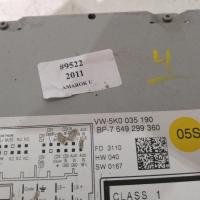 #9522
2011
AMAROK U
4
VW-5K0 035 190
BP-7 649 299 360
FD 3110
HW 040
SW 0167
05S
CLASS 1